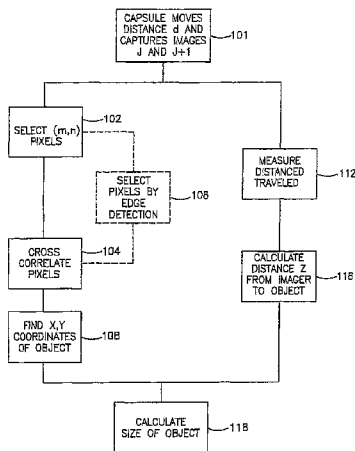 CAPSULE MOVES
DISTANCE d AND
CAPTURES IMAGES
J AND J+1
101
SELECT (m,n)
PIXELS
102
SELECT
PIXELS BY
EDGE
DETECTION
106
MEASURE
DISTANCED
TRAVELED
112
CROSS
CORRELATE
PIXELS
104
CALCULATE
DISTANCE Z
FROM IMAGER
TO OBJECT
116
FIND X,Y
COORDINATES
OF OBJECT
108
CALCULATE
SIZE OF OBJECT
118